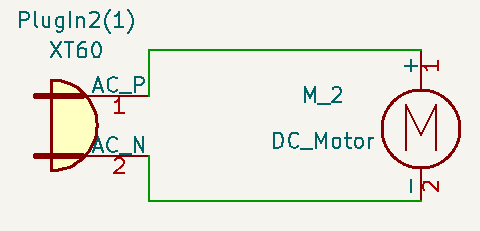 PlugIn2(1)
XT60
AC_P
1
AC_N
2
+ 1
M_2
DC_Motor
M
- 2